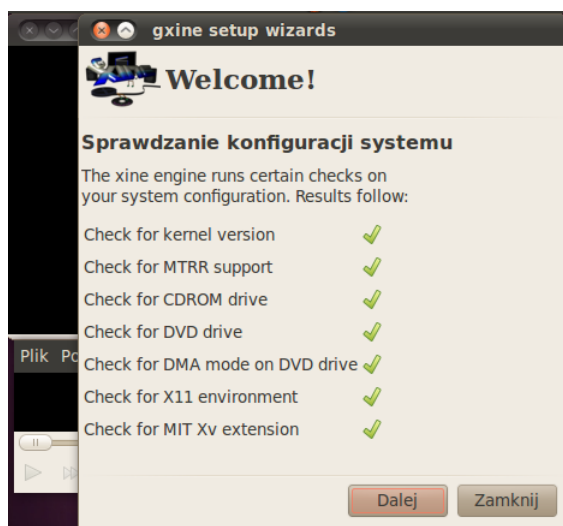 gxine setup wizards
Welcome!
Sprawdzanie konfiguracji systemu
The xine engine runs certain checks on
your system configuration. Results follow:
Check for kernel version
Check for MTRR support
Check for CDROM drive
Check for DVD drive
Check for DMA mode on DVD drive
Check for X11 environment
Check for MIT Xv extension
Plik
Dalej Zamknij